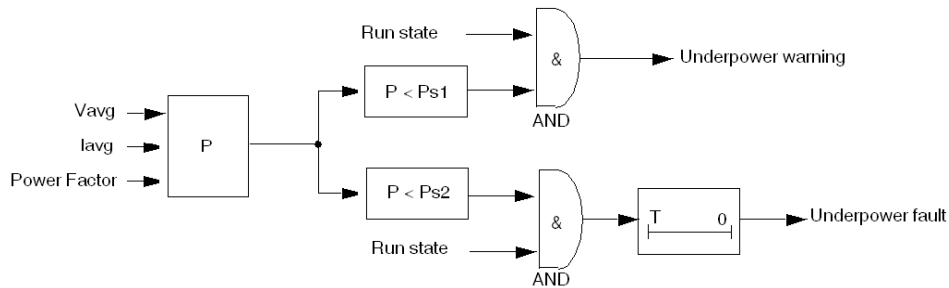 Run state
&
Underpower warning
P < Ps1
AND
Vavg
Iavg
P
Power Factor
P < Ps2
&
T 0
Underpower fault
Run state
AND